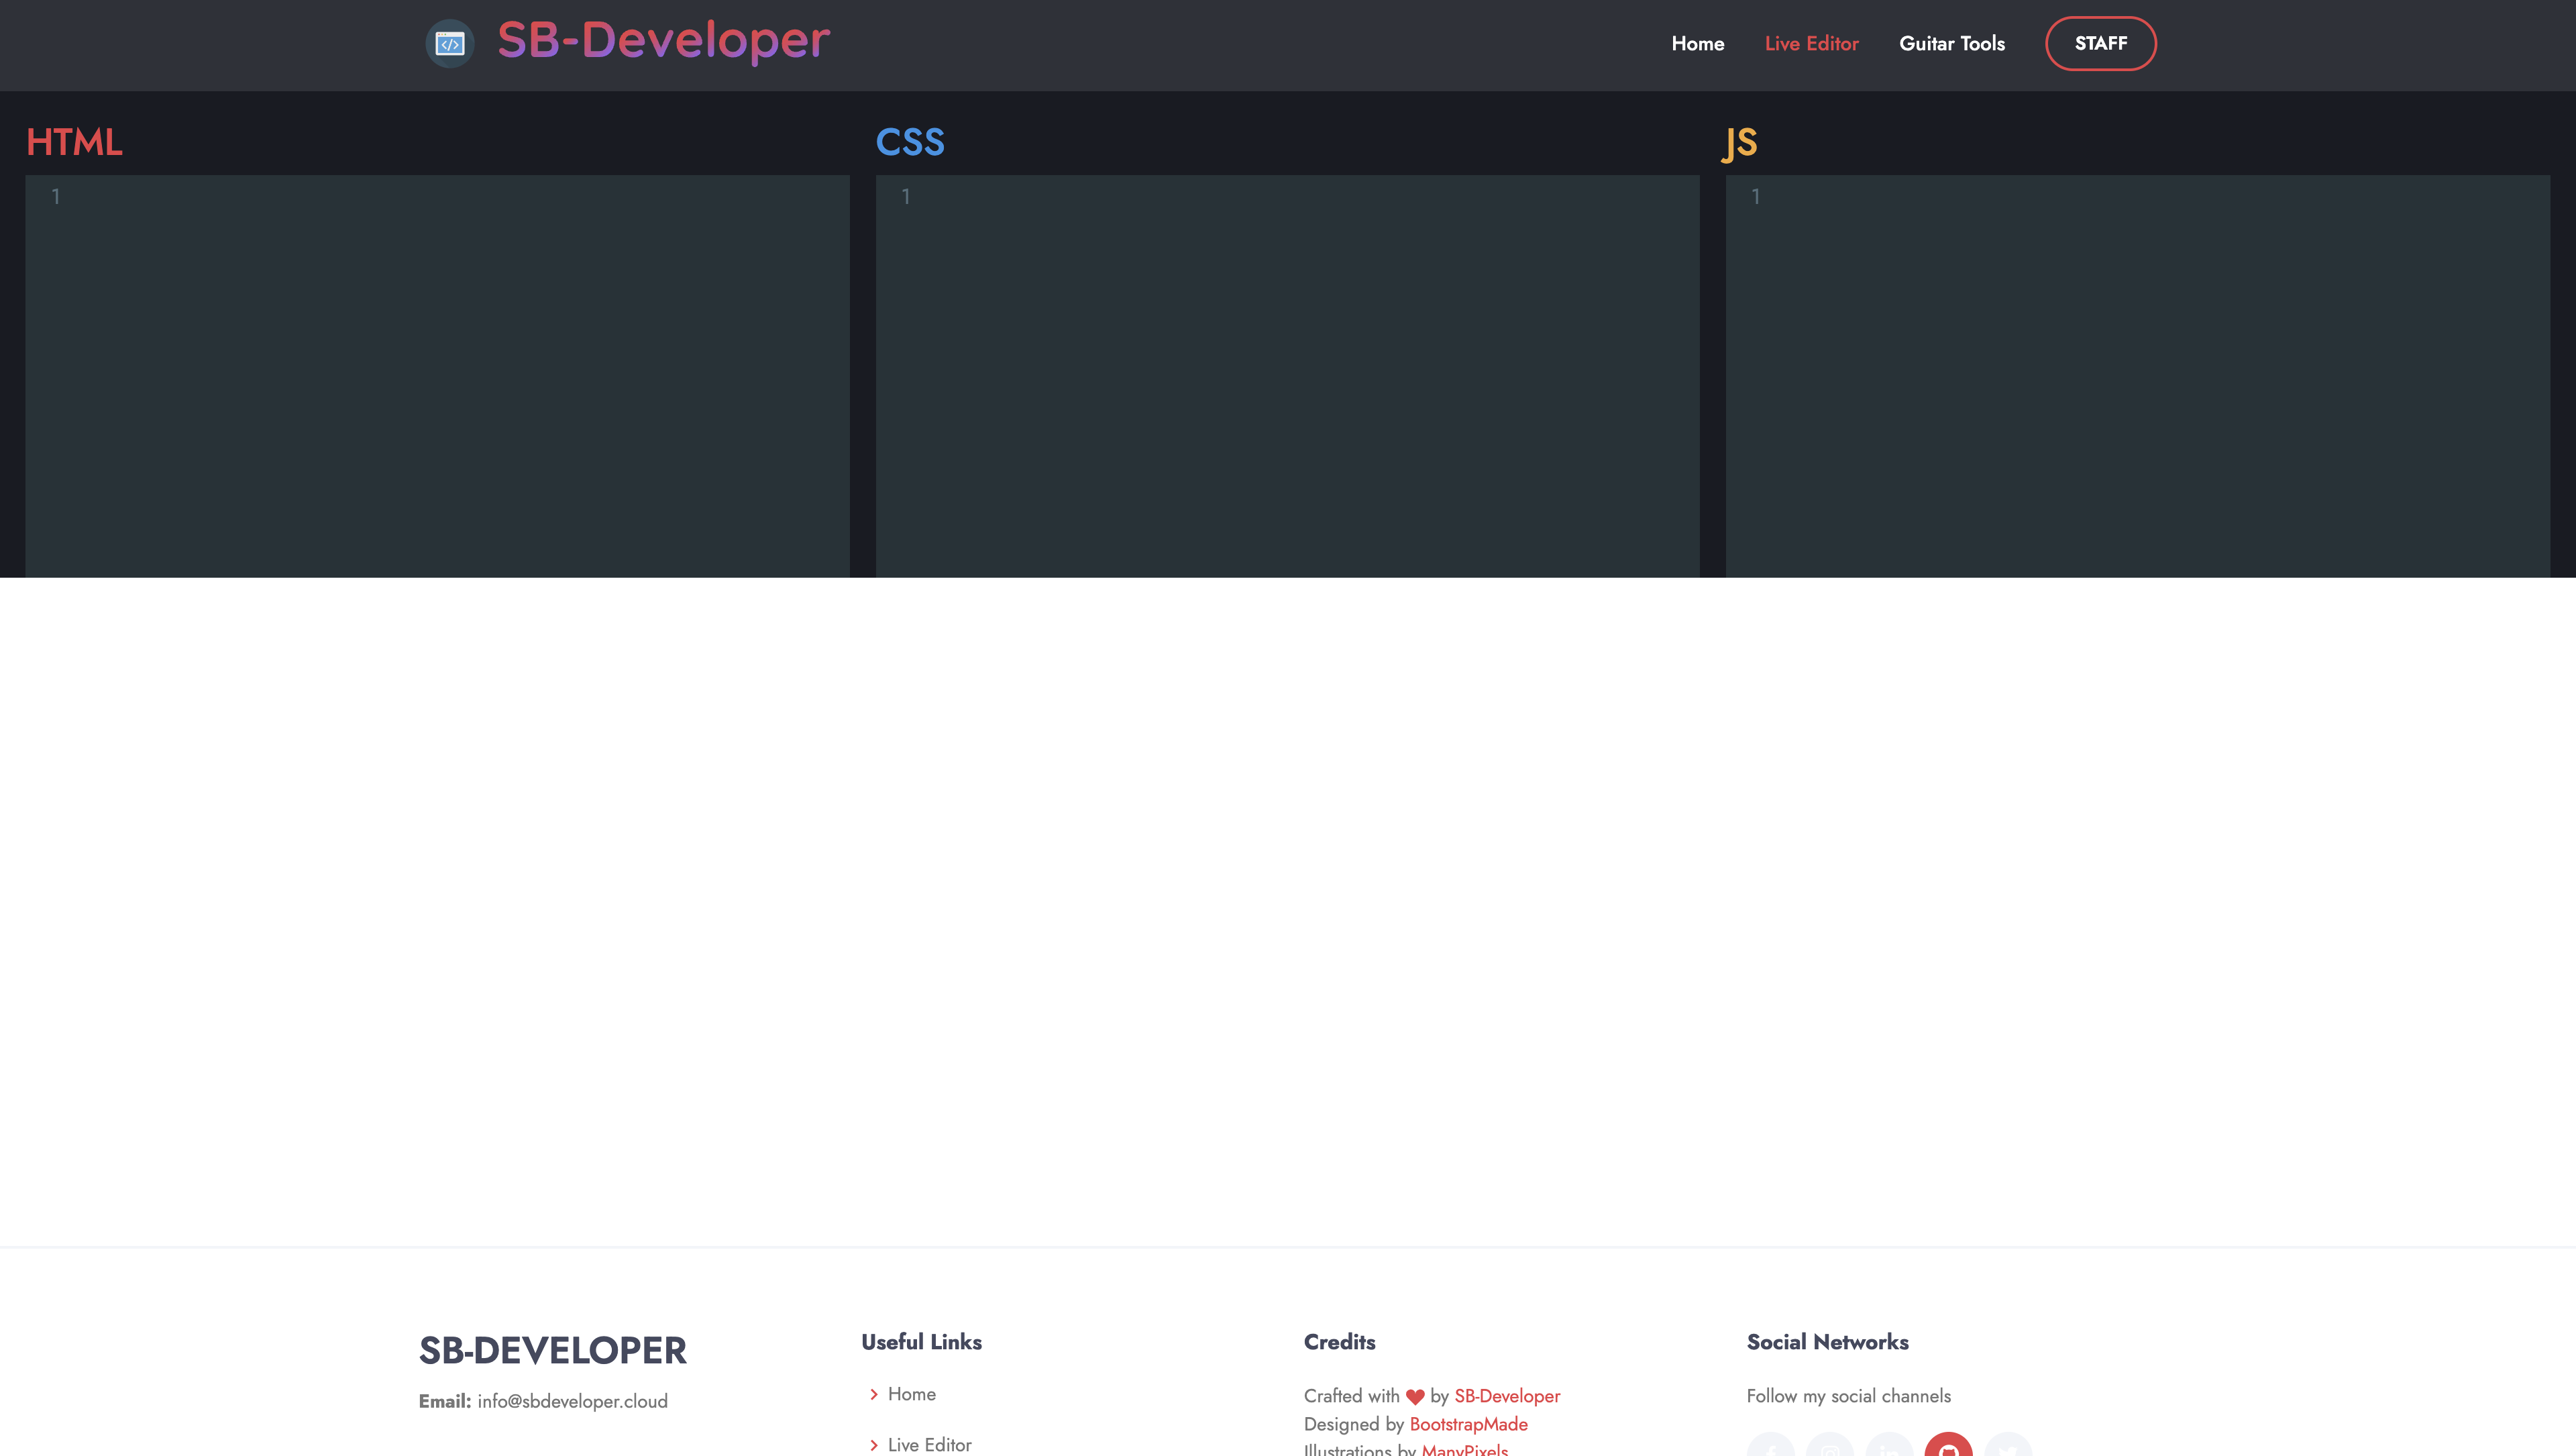 SB-Developer
Home
Live Editor
Guitar Tools
STAFF
HTML
CSS
JS
1
1
1
SB-DEVELOPER
Email: info@sbdeveloper.cloud
Useful Links
Home
Live Editor
Credits
Crafted with by SB-Developer
Designed by BootstrapMade
Illustrations by ManyPixels
Social Networks
Follow my social channels